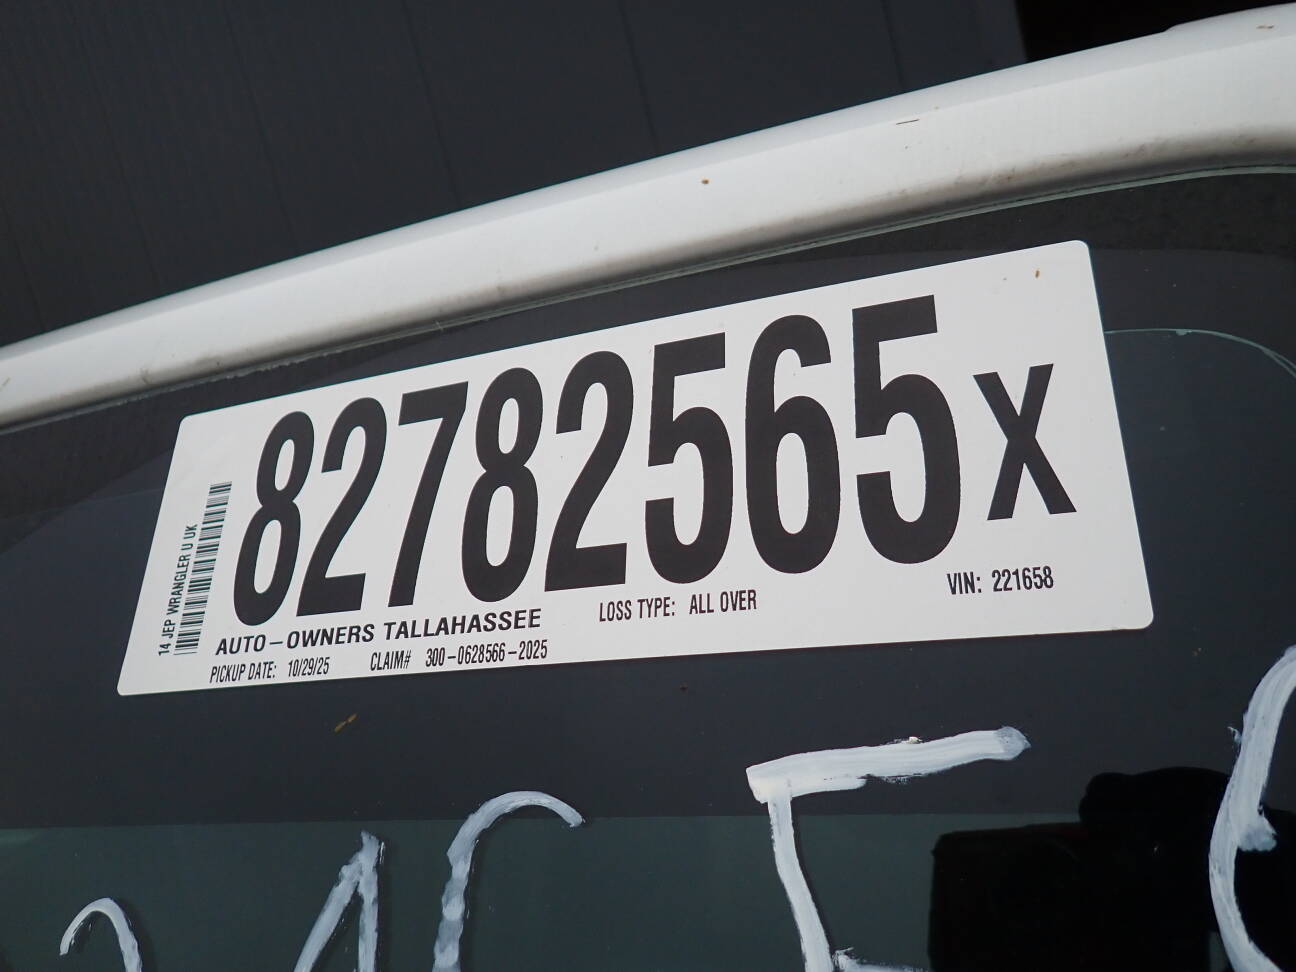 82782565 X
14 JEP WRANGLER U UK
AUTO-OWNERS TALLAHASSEE
LOSS TYPE: ALL OVER
VIN: 221658
PICKUP DATE: 10/29/25
CLAIM# 300-0628566-2025